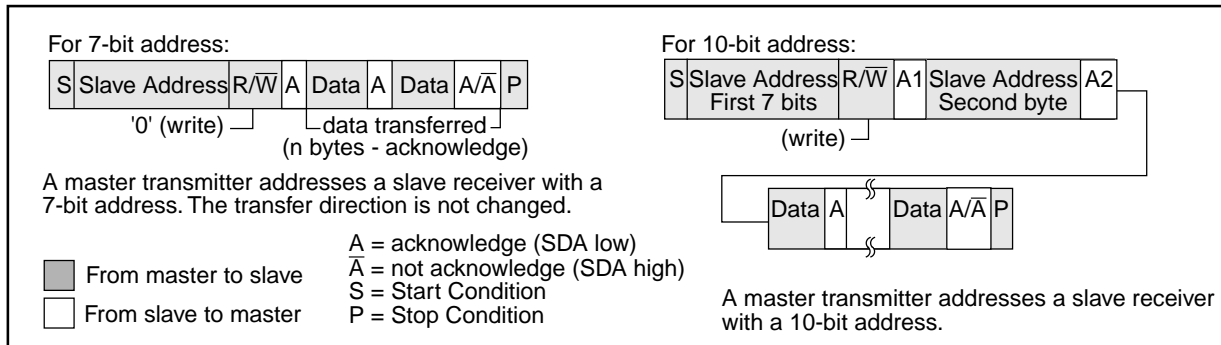 For 7-bit address:
S Slave Address R/W̅ A Data A Data A/A̅ P
'0' (write)
data transferred
(n bytes - acknowledge)
A master transmitter addresses a slave receiver with a
7-bit address. The transfer direction is not changed.
From master to slave
From slave to master
A = acknowledge (SDA low)
A̅ = not acknowledge (SDA high)
S = Start Condition
P = Stop Condition
For 10-bit address:
S Slave Address First 7 bits R/W̅ A1 Slave Address Second byte A2
(write)
Data A Data A/A̅ P
A master transmitter addresses a slave receiver
with a 10-bit address.